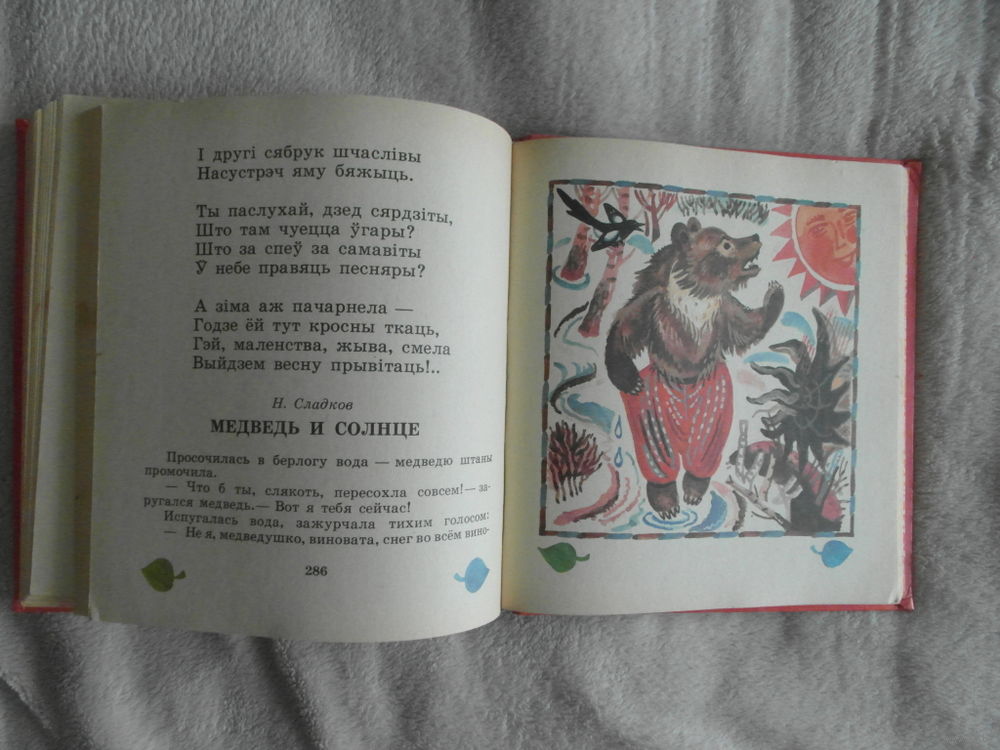 І другі сябрук шчаслівы
Насустрэч яму бяжыць.
Ты паслухай, дзед сярдзіты,
Што там чуецца ўгары?
Што за спеў за самавіты
Ў небе правяць песняры?
А зіма аж пачарнела —
Годзе ёй тут кросны ткаць,
Гэй, маленства, жыва, смела
Выйдзем весну прывітаць!..
Н. Сладков
МЕДВЕДЬ И СОЛНЦЕ
Просочилась в берлогу вода — медведю штаны
промочила.
— Что б ты, слякоть, пересохла совсем! — за-
ругался медведь.— Вот я тебя сейчас!
Испугалась вода, зажурчала тихим голосом:
— Не я, медведушко, виновата, снег во всём вино-
286